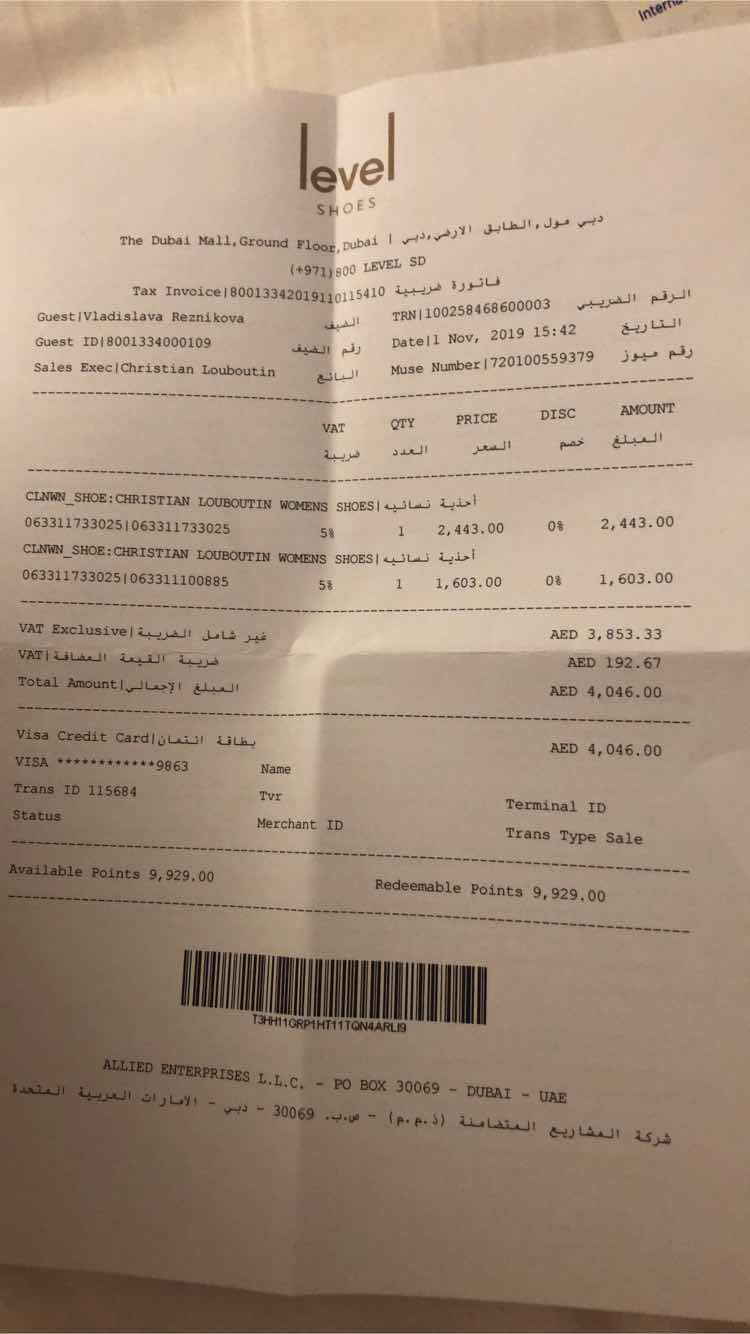 Interna
level
SHOES
The Dubai Mall,Ground Floor,Dubai | دبي مول,الطابق الارضي,دبي
(+971)800 LEVEL SD
Tax Invoice|80013342019110115410 فاتورة ضريبية
Guest|Vladislava Reznikova الضيف TRN|100258468600003 الرقم الضريبي
Guest ID|8001334000109 رقم الضيف Date|1 Nov, 2019 15:42 التاريخ
Sales Exec|Christian Louboutin البائع Muse Number|720100559379 رقم ميوز
VAT QTY PRICE DISC AMOUNT
ضريبة العدد السعر خصم المبلغ
CLNWN_SHOE:CHRISTIAN LOUBOUTIN WOMENS SHOES|أحذية نسائيه
063311733025|063311733025 5% 1 2,443.00 0% 2,443.00
CLNWN_SHOE:CHRISTIAN LOUBOUTIN WOMENS SHOES|أحذية نسائيه
063311733025|063311100885 5% 1 1,603.00 0% 1,603.00
VAT Exclusive|غير شامل الضريبة AED 3,853.33
VAT|ضريبة القيمة المضافة AED 192.67
Total Amount|المبلغ الإجمالي AED 4,046.00
Visa Credit Card|بطاقة ائتمان AED 4,046.00
VISA ************9863 Name
Trans ID 115684 Tvr Terminal ID
Status Merchant ID Trans Type Sale
Available Points 9,929.00 Redeemable Points 9,929.00
T3HH11GRP1HT11TQN4ARLI9
ALLIED ENTERPRISES L.L.C. - PO BOX 30069 - DUBAI - UAE
شركة المشاريع المتضامنة (ذ.م.م) - ص.ب. 30069 - دبي - الامارات العربية المتحدة